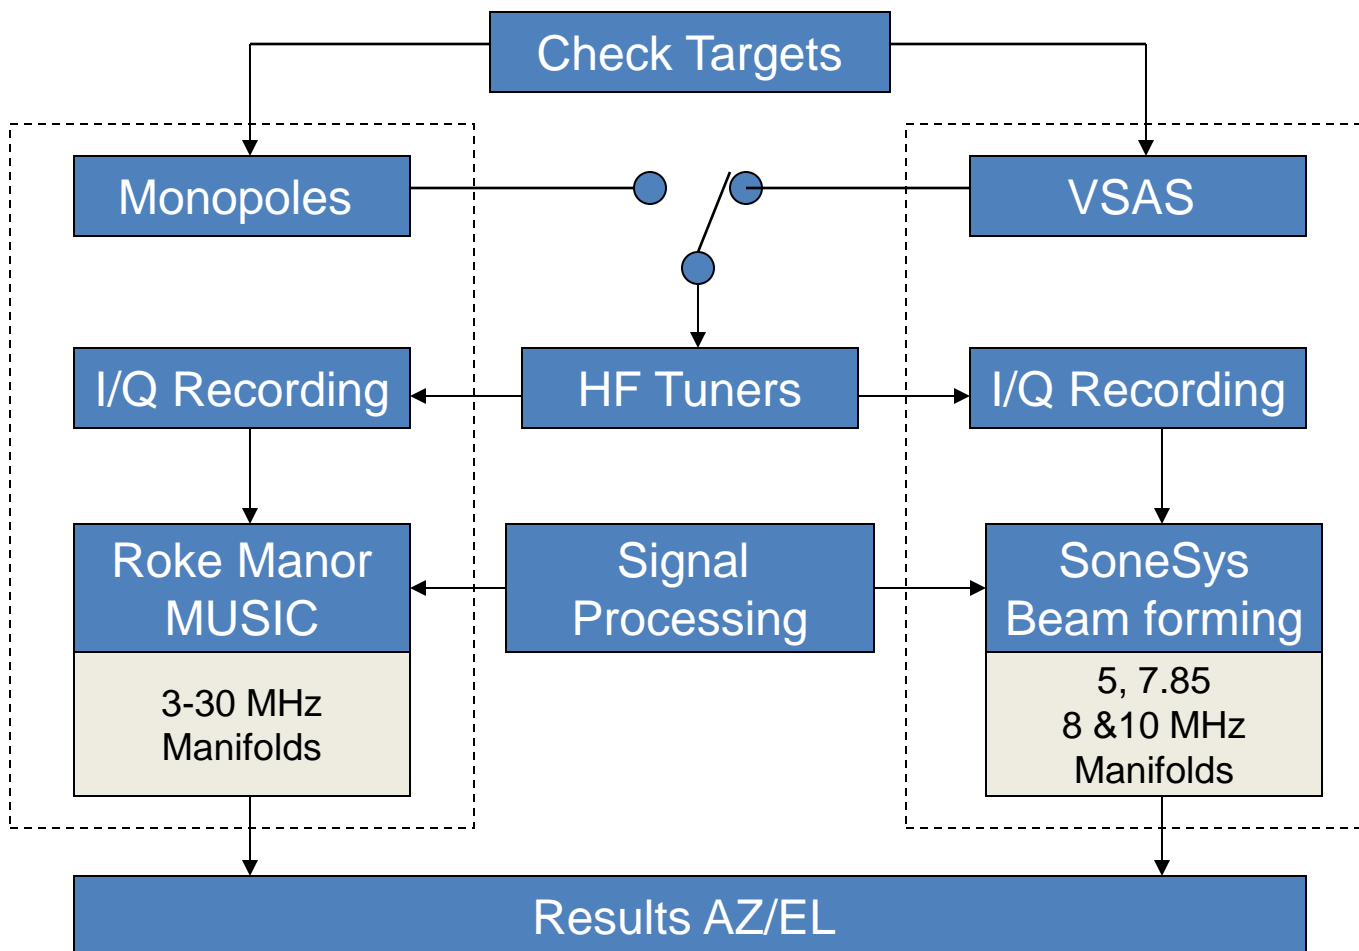 Check Targets
Monopoles
VSAS
I/Q Recording
HF Tuners
I/Q Recording
Roke Manor
MUSIC
Signal
Processing
SoneSys
Beam forming
3-30 MHz
Manifolds
5, 7.85
8 &10 MHz
Manifolds
Results AZ/EL